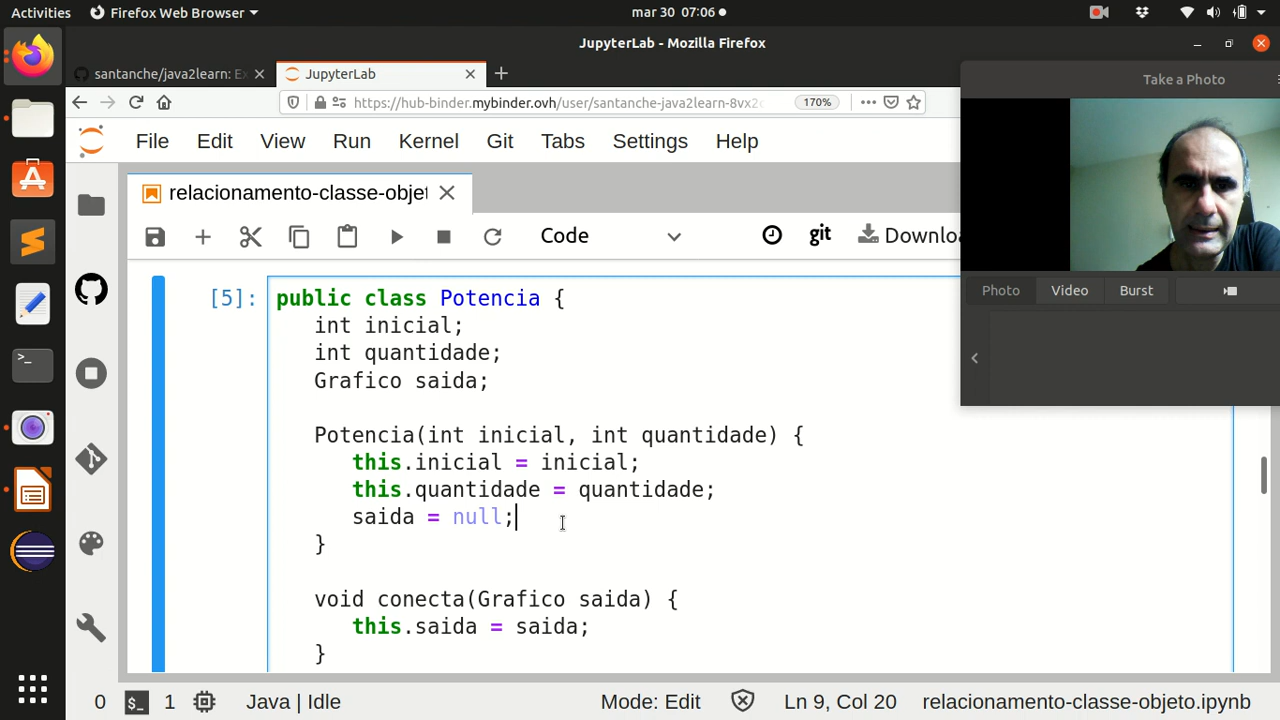 Activities
Firefox Web Browser
mar 30 07:06
JupyterLab - Mozilla Firefox
santanche/java2learn: Ex
JupyterLab
https://hub-binder.mybinder.ovh/user/santanche-java2learn-8vx2
170%
Take a Photo
File Edit View Run Kernel Git Tabs Settings Help
relacionamento-classe-objet
Code
git
Downloa
Photo Video Burst
[5]:
public class Potencia {
int inicial;
int quantidade;
Grafico saida;
Potencia(int inicial, int quantidade) {
this.inicial = inicial;
this.quantidade = quantidade;
saida = null;
}
void conecta(Grafico saida) {
this.saida = saida;
}
0 $_ 1 Java | Idle Mode: Edit Ln 9, Col 20 relacionamento-classe-objeto.ipynb